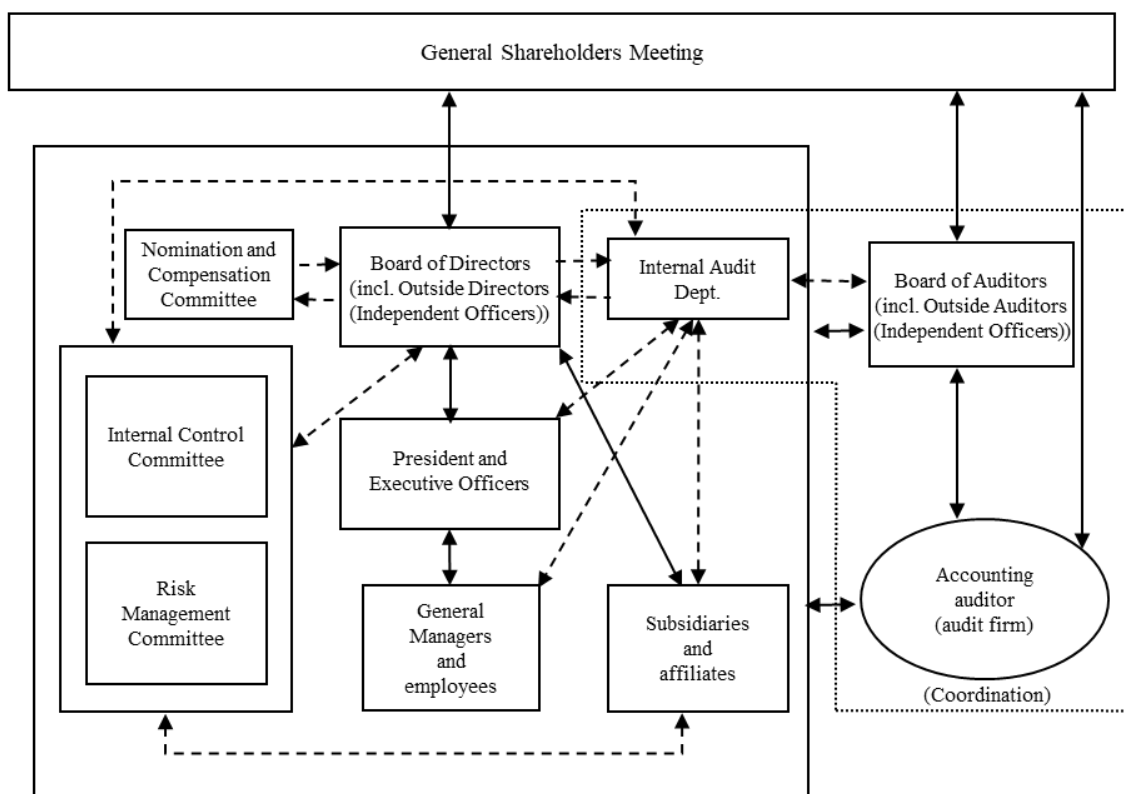 General Shareholders Meeting
Nomination and
Compensation
Committee
Board of Directors
(incl. Outside Directors
(Independent Officers))
Internal Audit
Dept.
Board of Auditors
(incl. Outside Auditors
(Independent Officers))
Internal Control
Committee
President and
Executive Officers
Risk
Management
Committee
General
Managers
and
employees
Subsidiaries
and
affiliates
Accounting
auditor
(audit firm)
(Coordination)